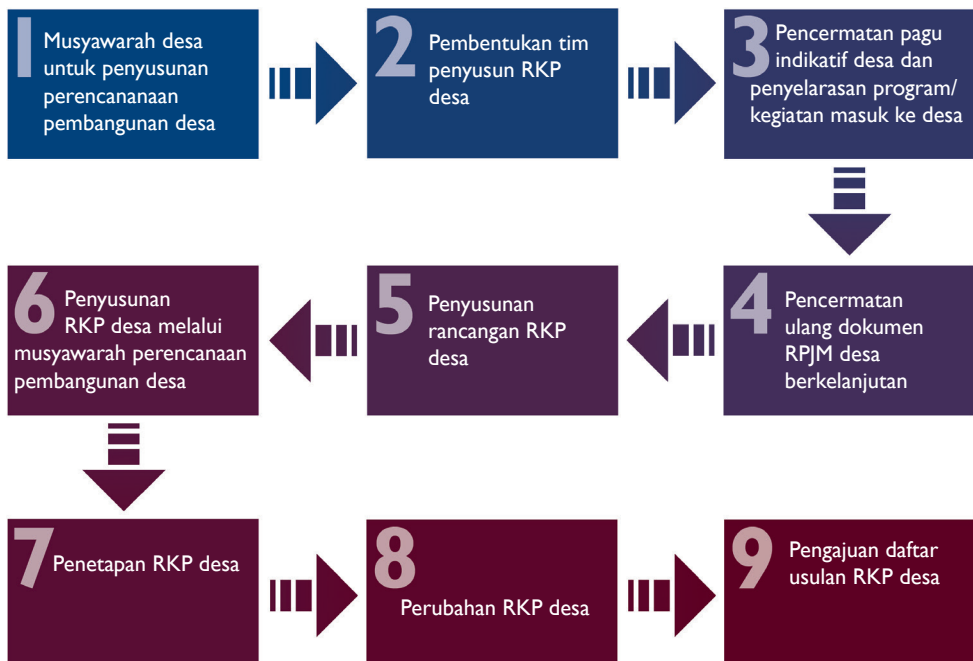 1
Musyawarah desa
untuk penyusunan
perencananaan
pembangunan desa
2
Pembentukan tim
penyusun RKP
desa
3
Pencermatan pagu
indikatif desa dan
penyelarasan program/
kegiatan masuk ke desa
4
Pencermatan
ulang dokumen
RPJM desa
berkelanjutan
5
Penyusunan
rancangan RKP
desa
6
Penyusunan
RKP desa melalui
musyawarah perencanaan
pembangunan desa
7
Penetapan RKP desa
8
Perubahan RKP desa
9
Pengajuan daftar
usulan RKP desa